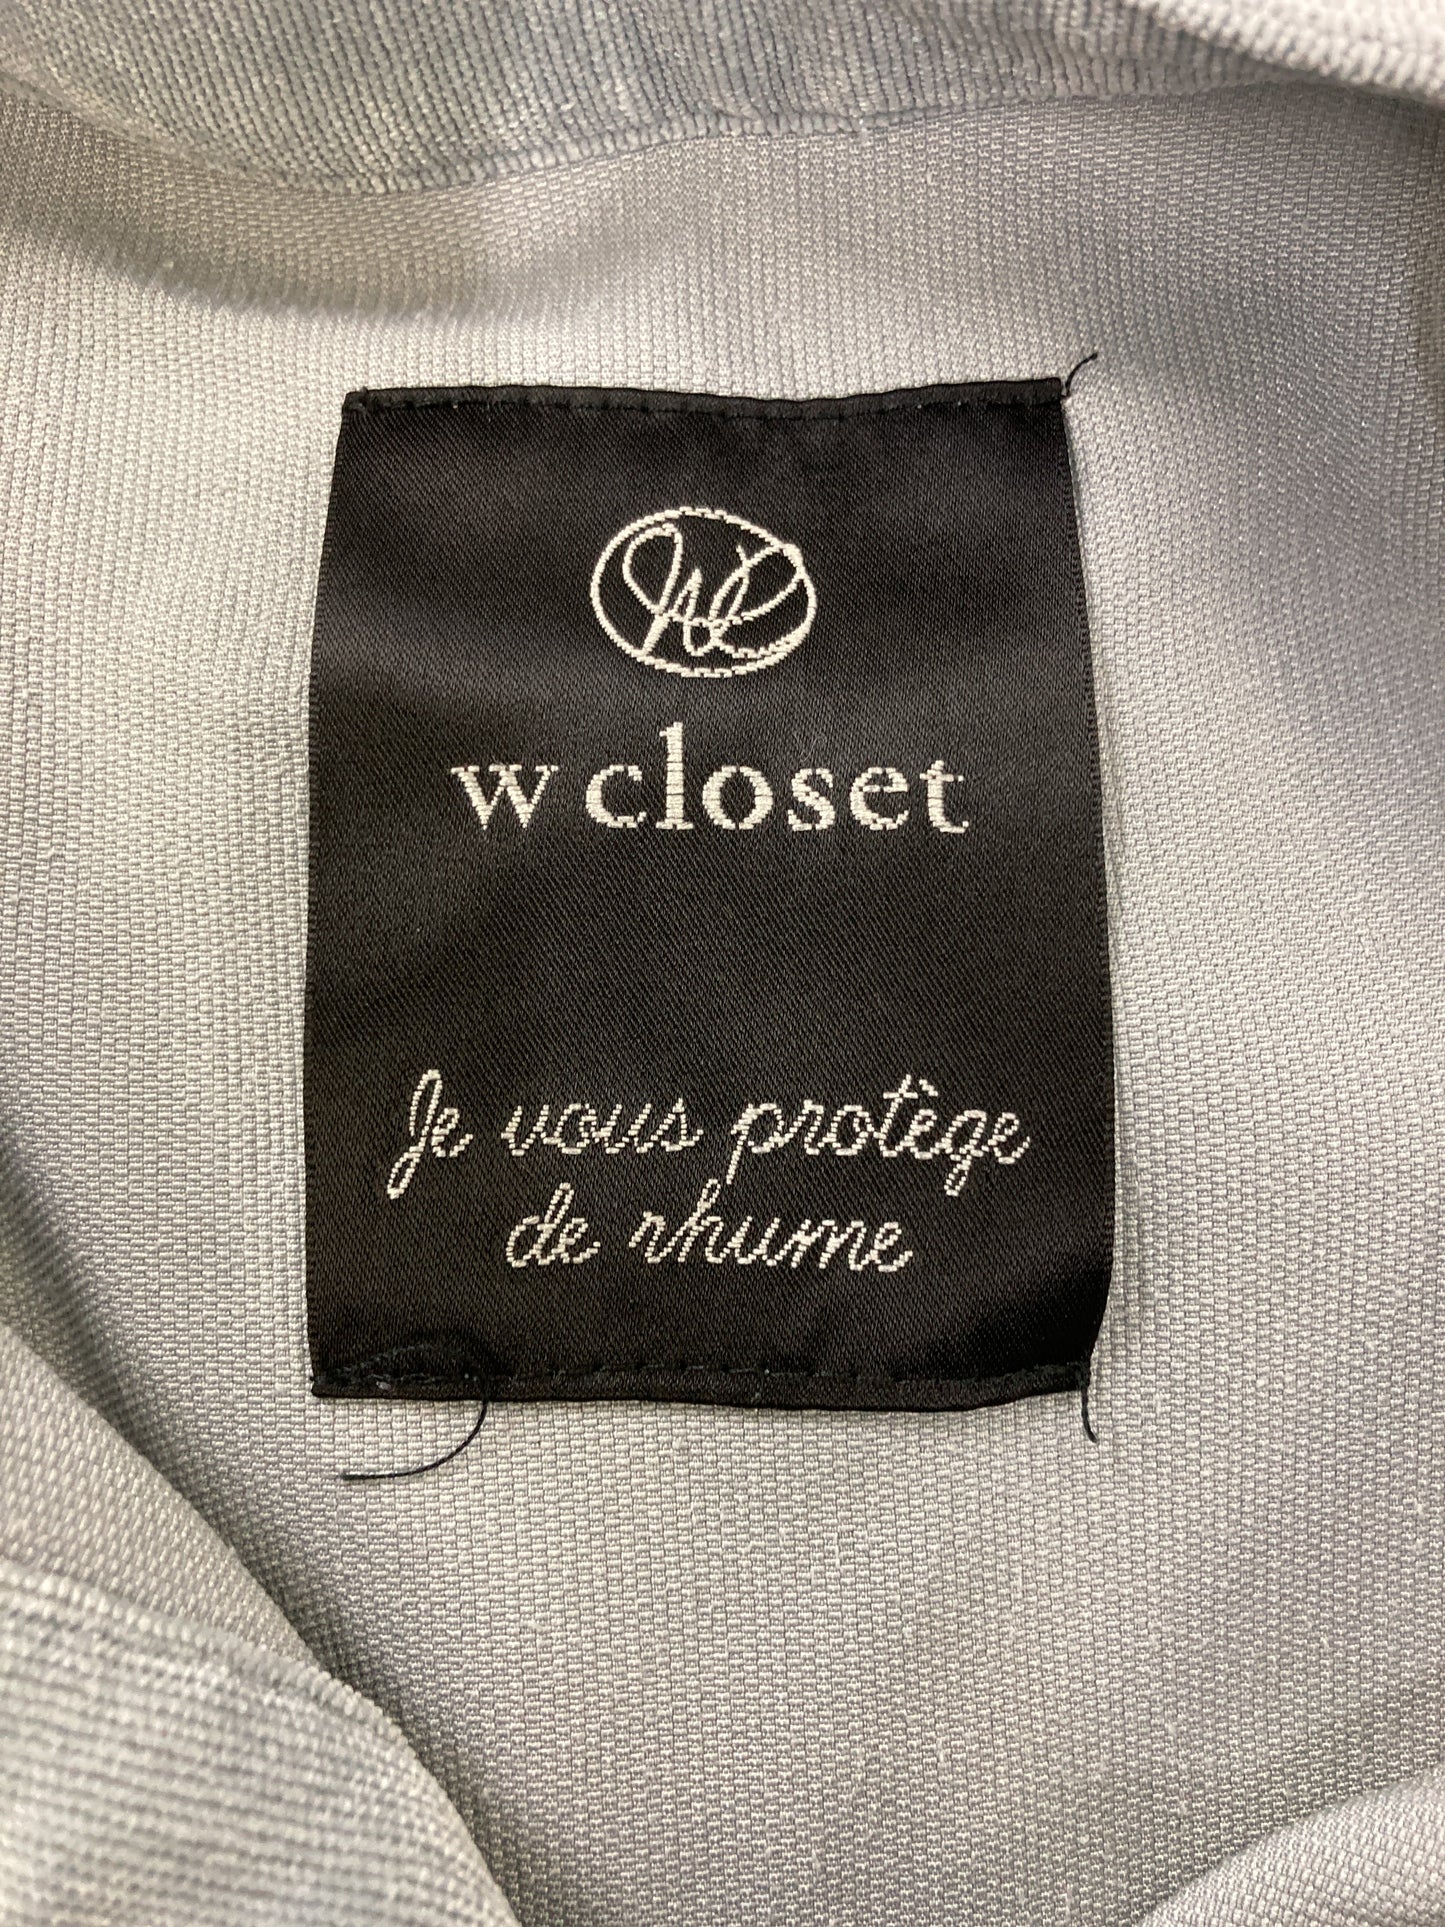 w closet
Je vous protège
de rhume